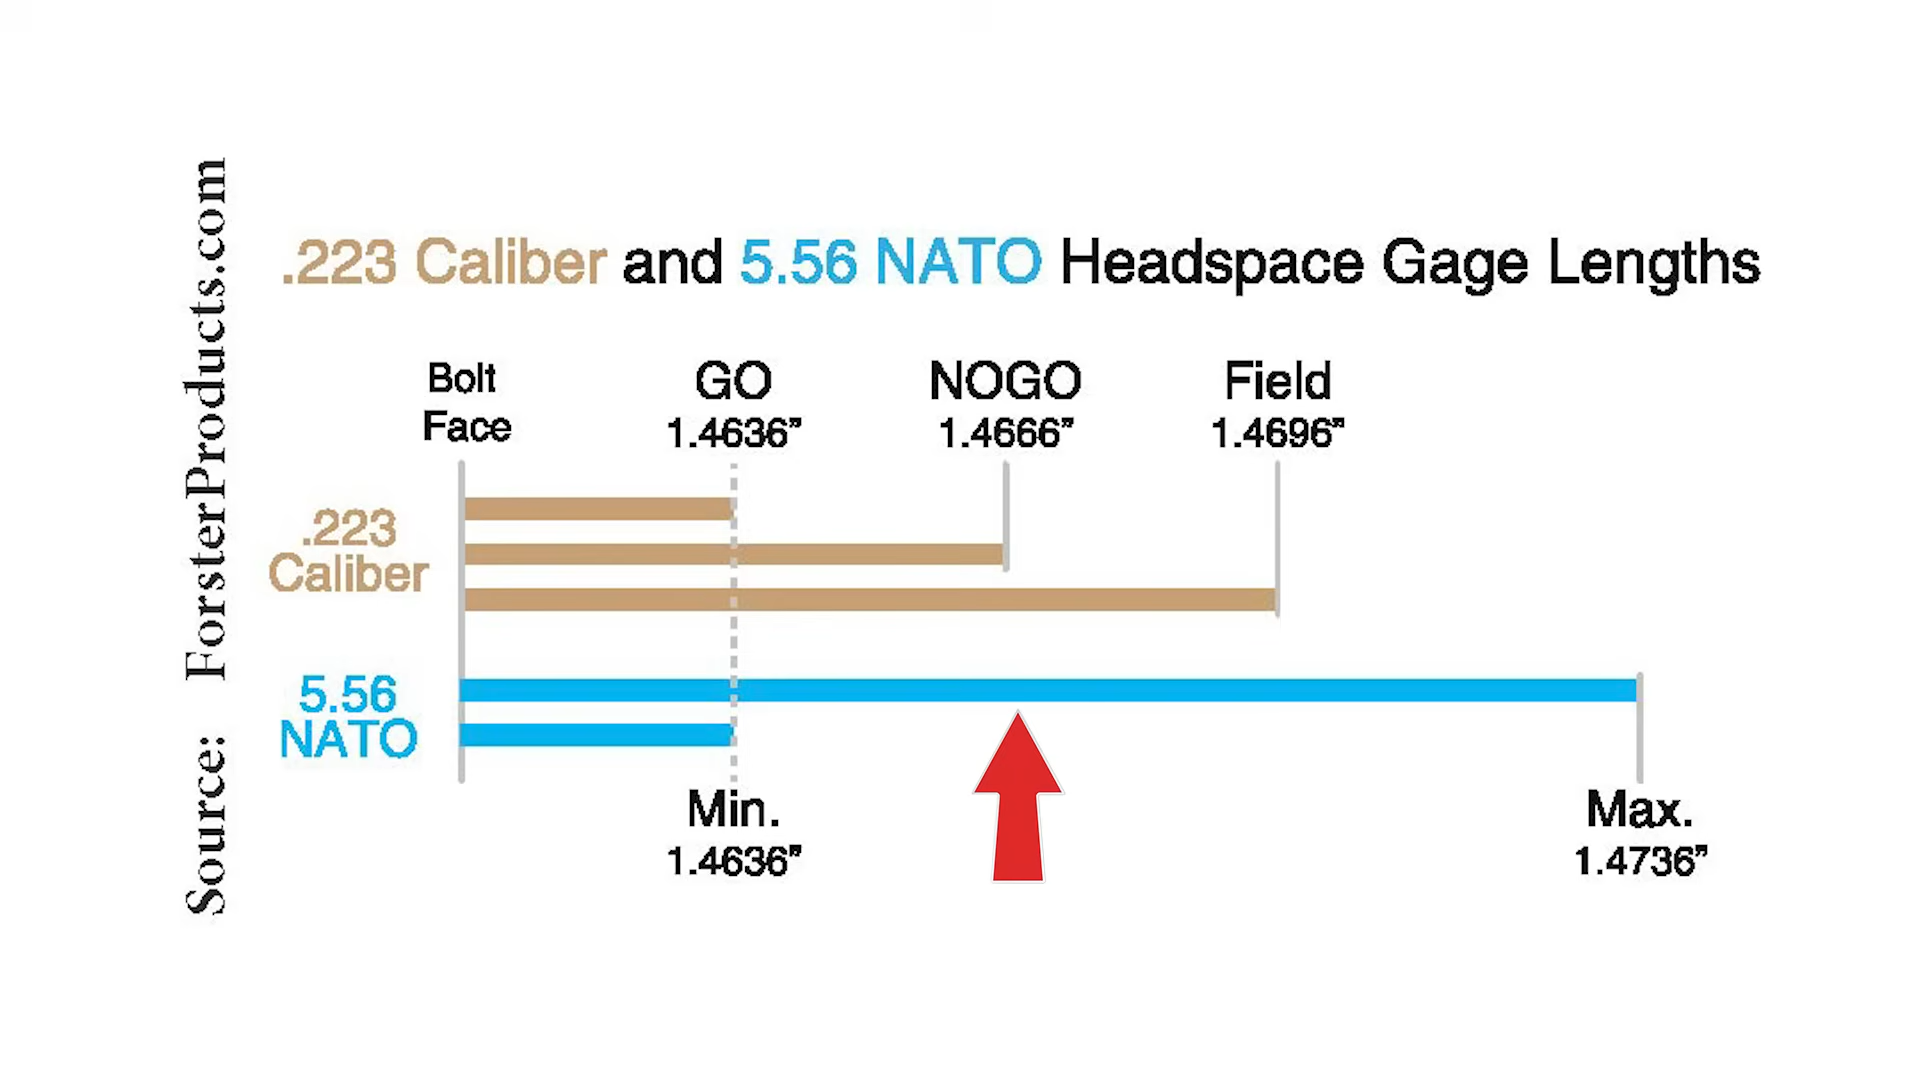 Source: ForsterProducts.com
.223 Caliber and 5.56 NATO Headspace Gage Lengths
Bolt
Face
GO
1.4636”
NOGO
1.4666”
Field
1.4696”
.223
Caliber
5.56
NATO
Min.
1.4636”
Max.
1.4736”